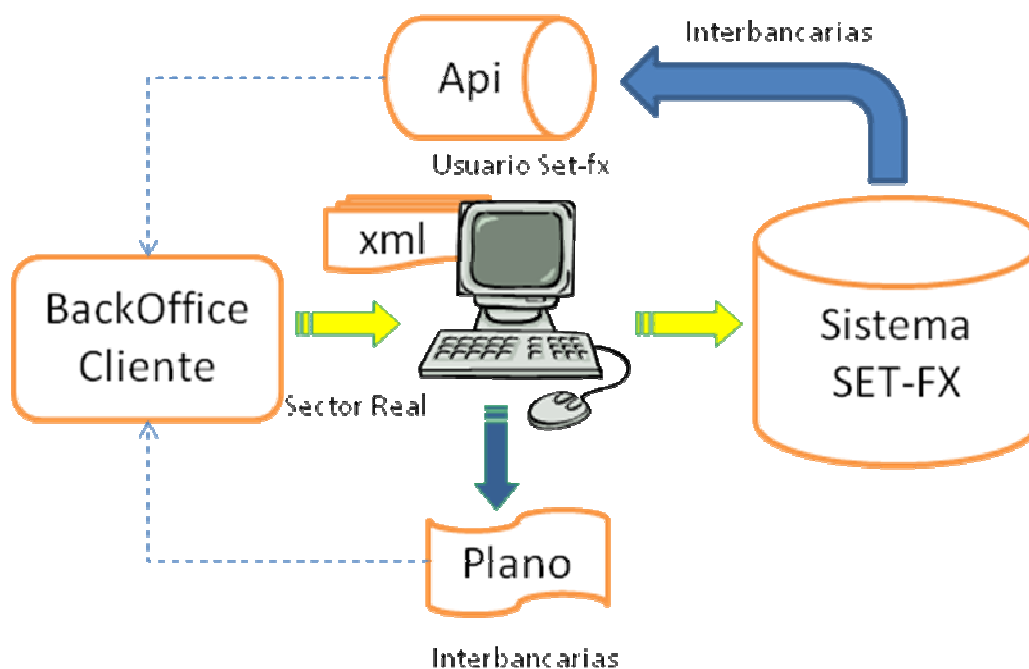 Interbancarias
Api
Usuario Set-fx
xml
BackOffice
Cliente
Sistema
SET-FX
Sector Real
Plano
Interbancarias